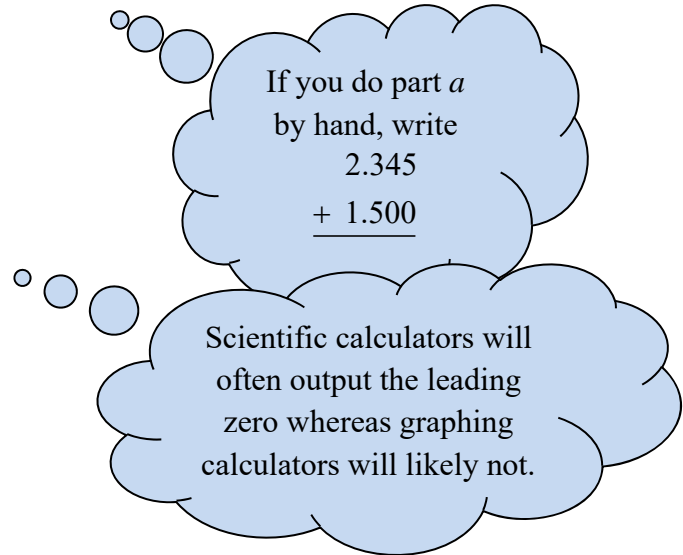 If you do part a
by hand, write
2.345
+ 1.500
Scientific calculators will
often output the leading
zero whereas graphing
calculators will likely not.